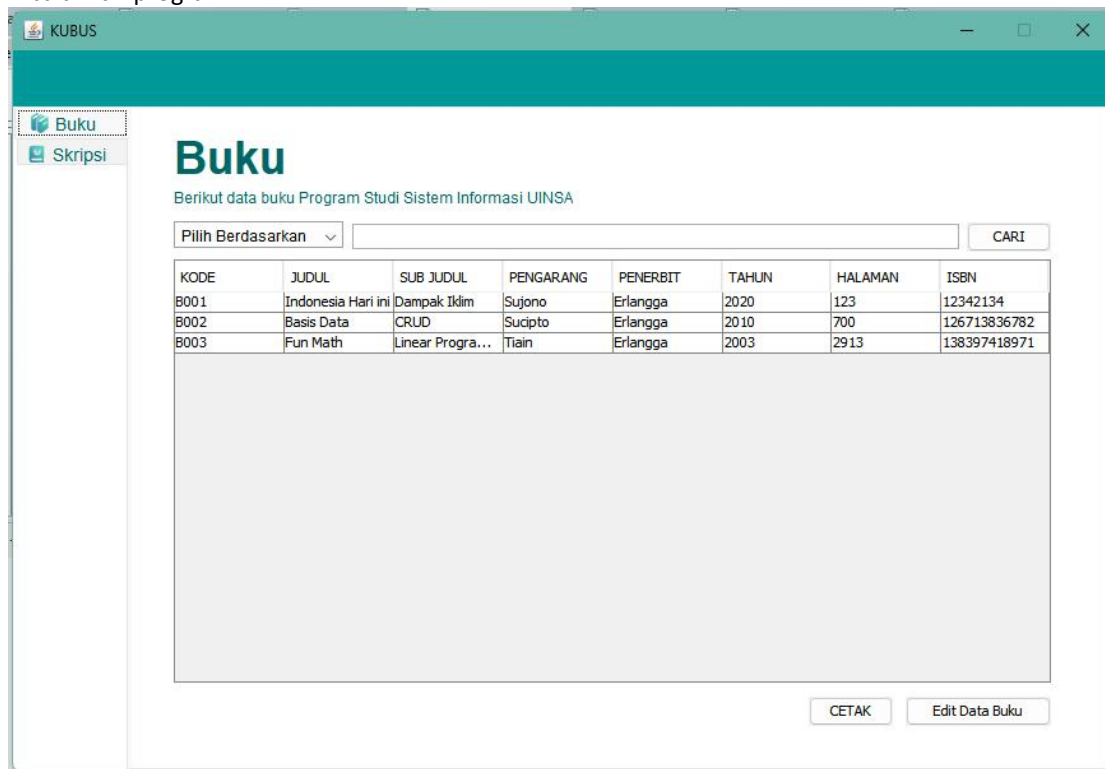 KUBUS
Buku
Skripsi
Buku
Berikut data buku Program Studi Sistem Informasi UINSA
Pilih Berdasarkan CARI
KODE JUDUL SUB JUDUL PENGARANG PENERBIT TAHUN HALAMAN ISBN
B001 Indonesia Hari ini Dampak Iklim Sujono Erlangga 2020 123 12342134
B002 Basis Data CRUD Sucipto Erlangga 2010 700 126713836782
B003 Fun Math Linear Progra... Tiain Erlangga 2003 2913 138397418971
CETAK Edit Data Buku